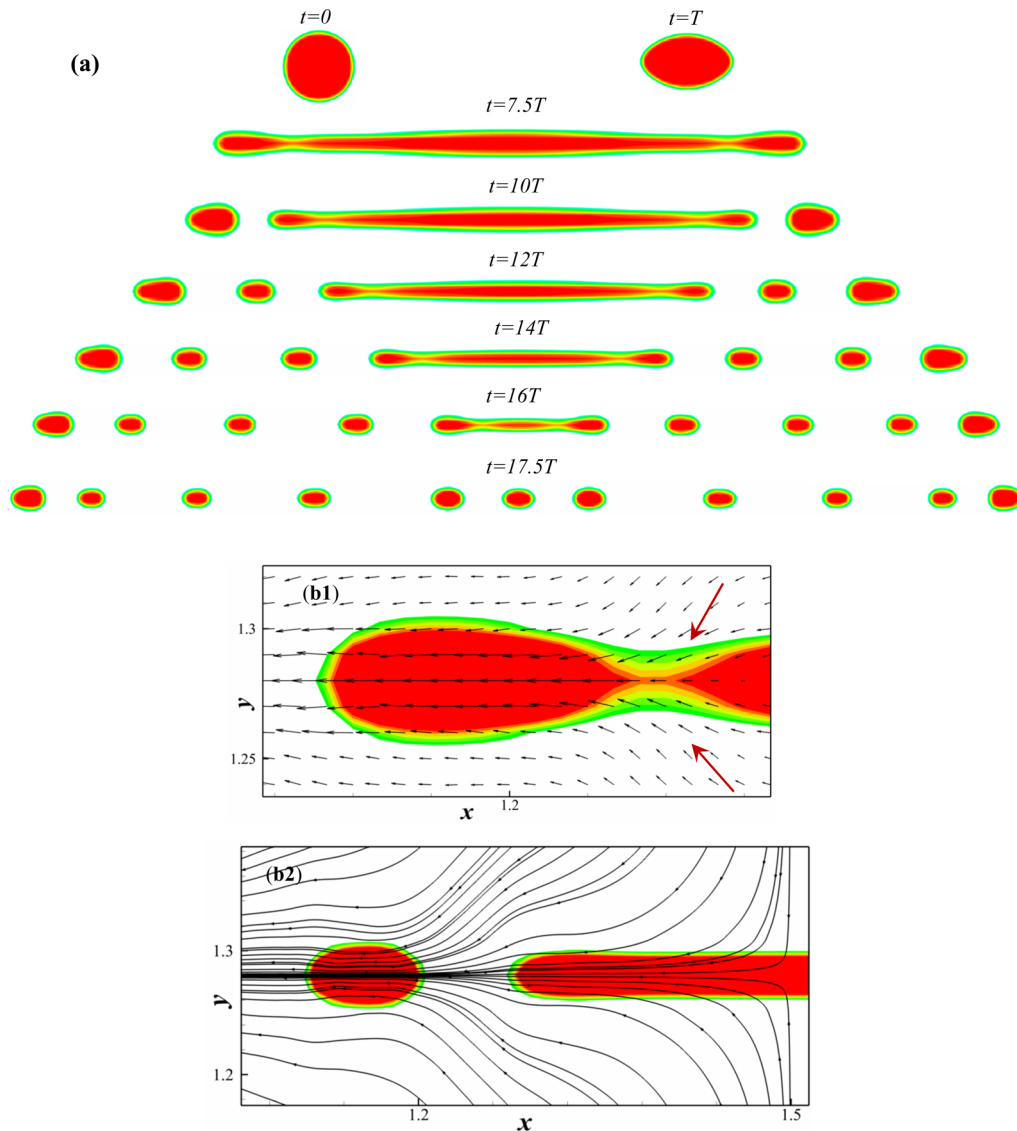 t=0
t=T
(a)
t=7.5T
t=10T
t=12T
t=14T
t=16T
t=17.5T
(b1)
1.3
y
1.25
1.2
x
(b2)
1.3
y
1.2
1.2
1.5
x